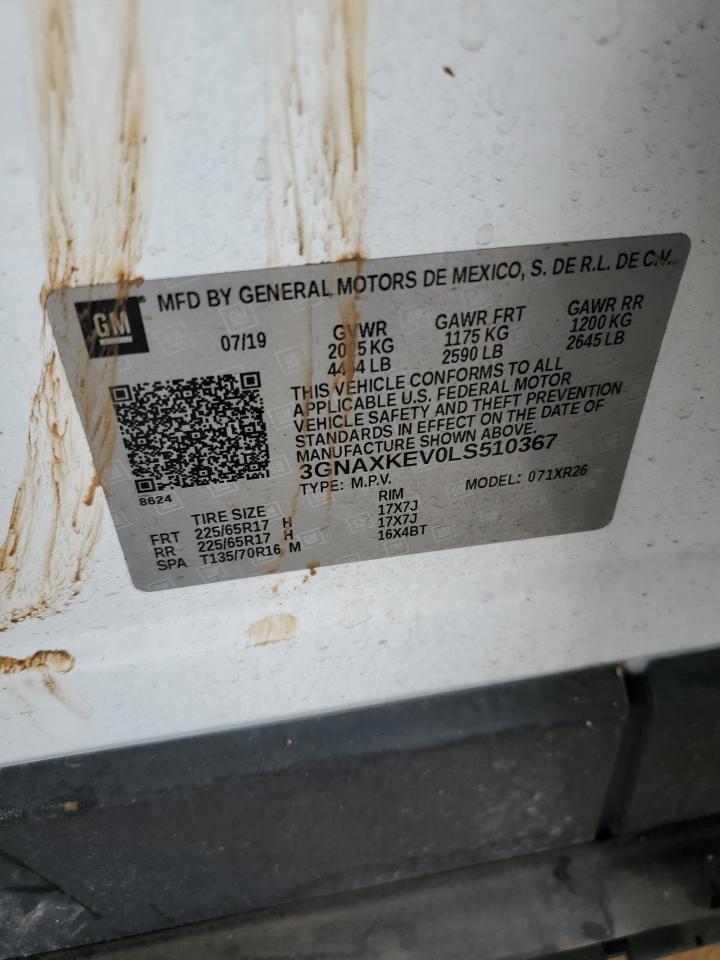 GM ® MFD BY GENERAL MOTORS DE MEXICO, S. DE R.L. DE C.V.
07/19 GVWR GAWR FRT GAWR RR
KG 1175 KG 1200 KG
LB 2590 LB 2645 LB
THIS VEHICLE CONFORMS TO ALL
APPLICABLE U.S. FEDERAL MOTOR
VEHICLE SAFETY AND THEFT PREVENTION
STANDARDS IN EFFECT ON THE DATE OF
MANUFACTURE SHOWN ABOVE.
3GNAXKEV0LS510367
TYPE: M.P.V. MODEL: 071XR26
8624
TIRE SIZE RIM
FRT 225/65R17 H 17X7J
RR 225/65R17 H 17X7J
SPA T135/70R16 M 16X4BT